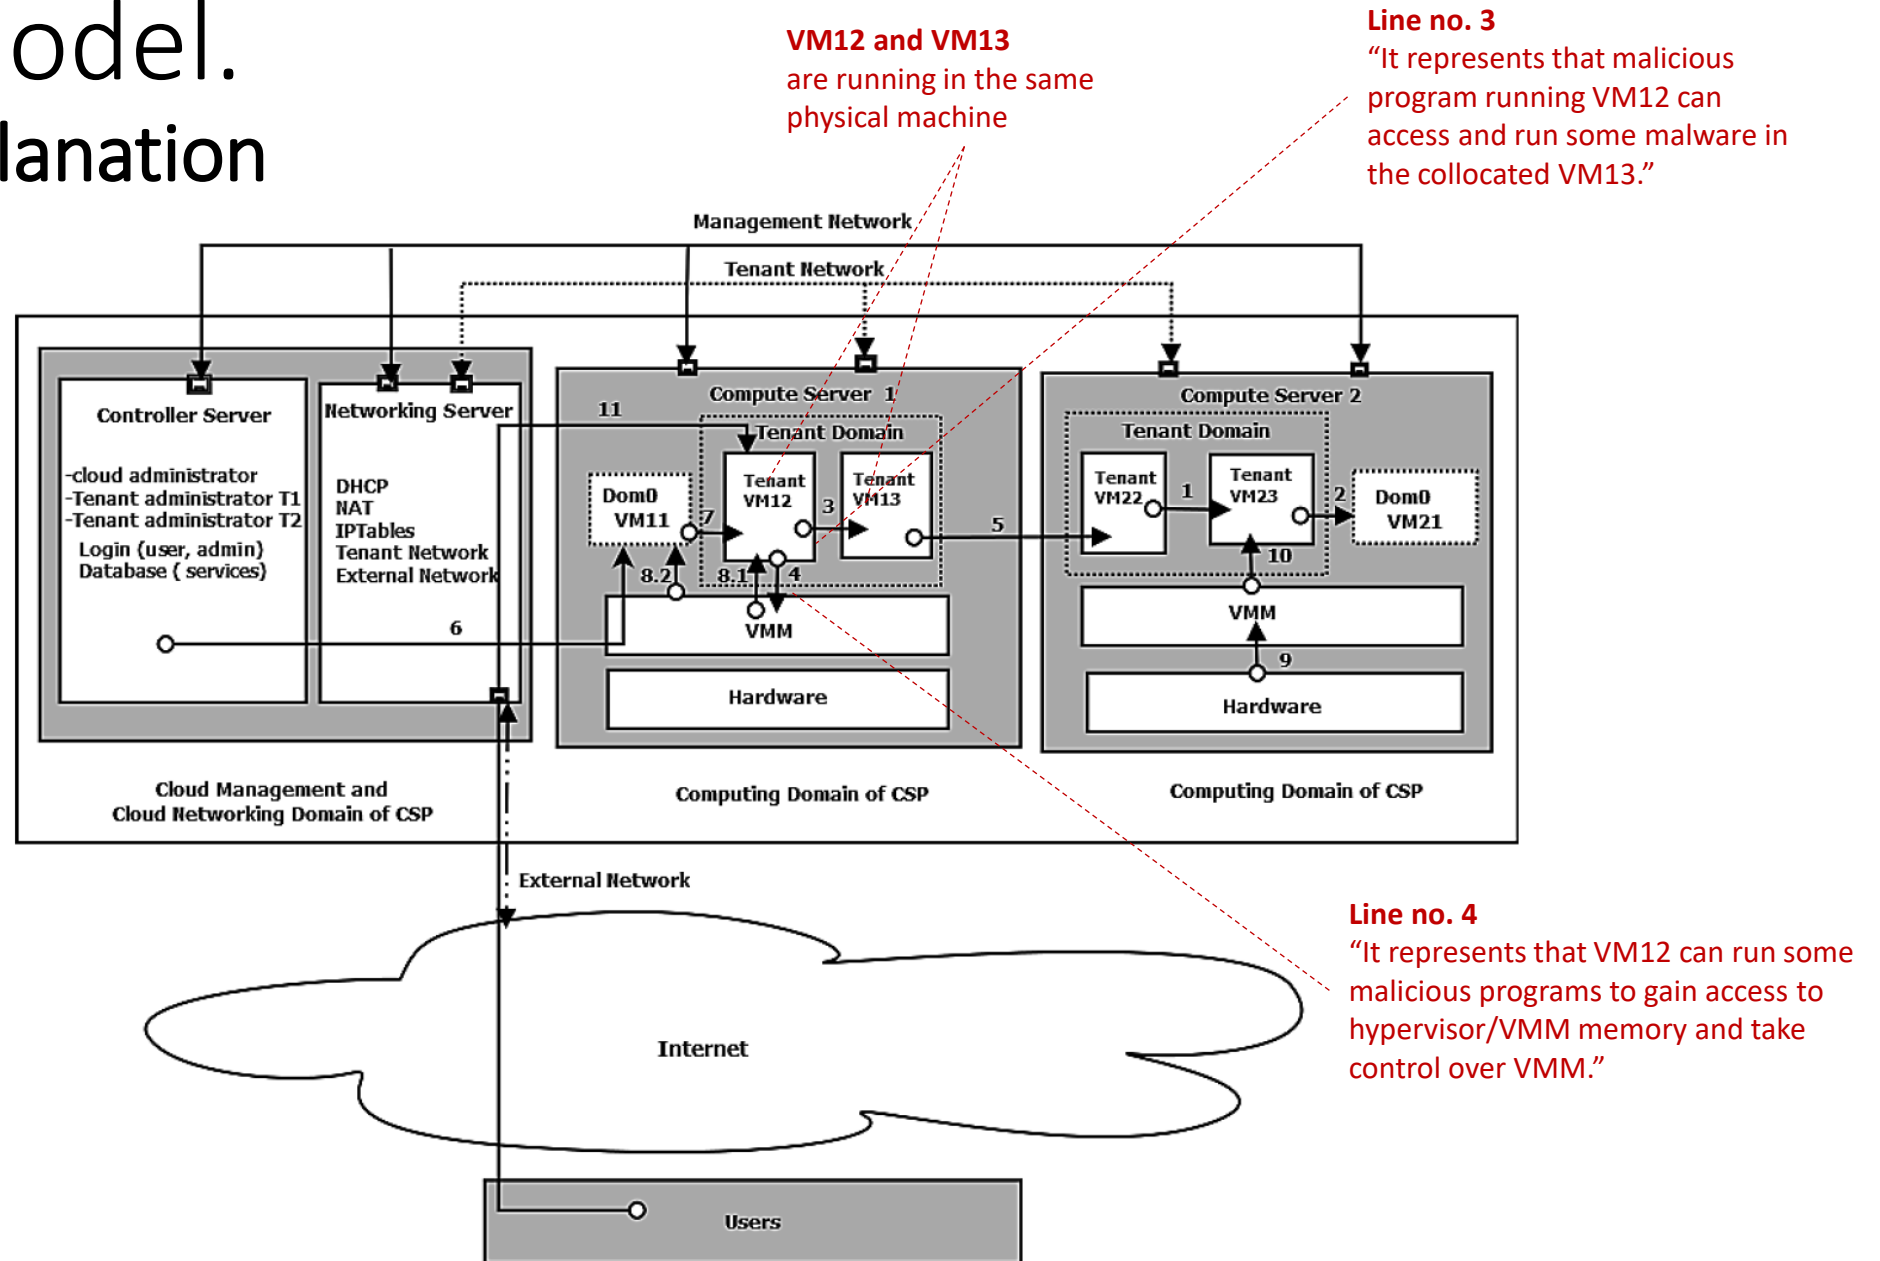 odel.
lanation
VM12 and VM13
are running in the same
physical machine
Line no. 3
“It represents that malicious
program running VM12 can
access and run some malware in
the collocated VM13.”
Management Network
Tenant Network
Controller Server
-cloud administrator
-Tenant administrator T1
-Tenant administrator T2
Login (user, admin)
Database ( services)
Networking Server
DHCP
NAT
IPTables
Tenant Network
External Network
6
11
Compute Server 1
Tenant Domain
Dom0
VM11
7
Tenant
VM12
3
Tenant
VM13
5
8.2
8.1
4
VMM
Hardware
Compute Server 2
Tenant Domain
Tenant
VM22
1
Tenant
VM23
2
Dom0
VM21
10
VMM
9
Hardware
Cloud Management and
Cloud Networking Domain of CSP
Computing Domain of CSP
Computing Domain of CSP
External Network
Internet
Users
Line no. 4
“It represents that VM12 can run some
malicious programs to gain access to
hypervisor/VMM memory and take
control over VMM.”